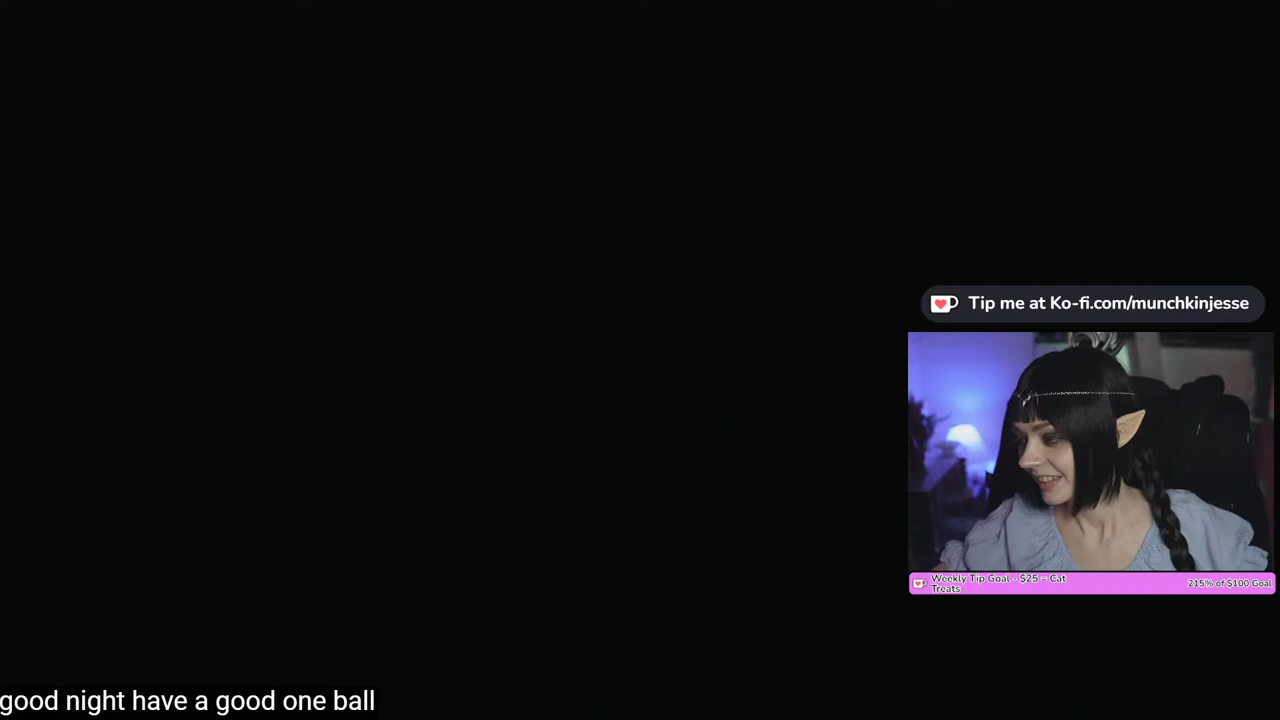 Tip me at Ko-fi.com/munchkinjesse
Weekly Tip Goal - $25 = Cat
Treats
215% of $100 Goal
good night have a good one ball